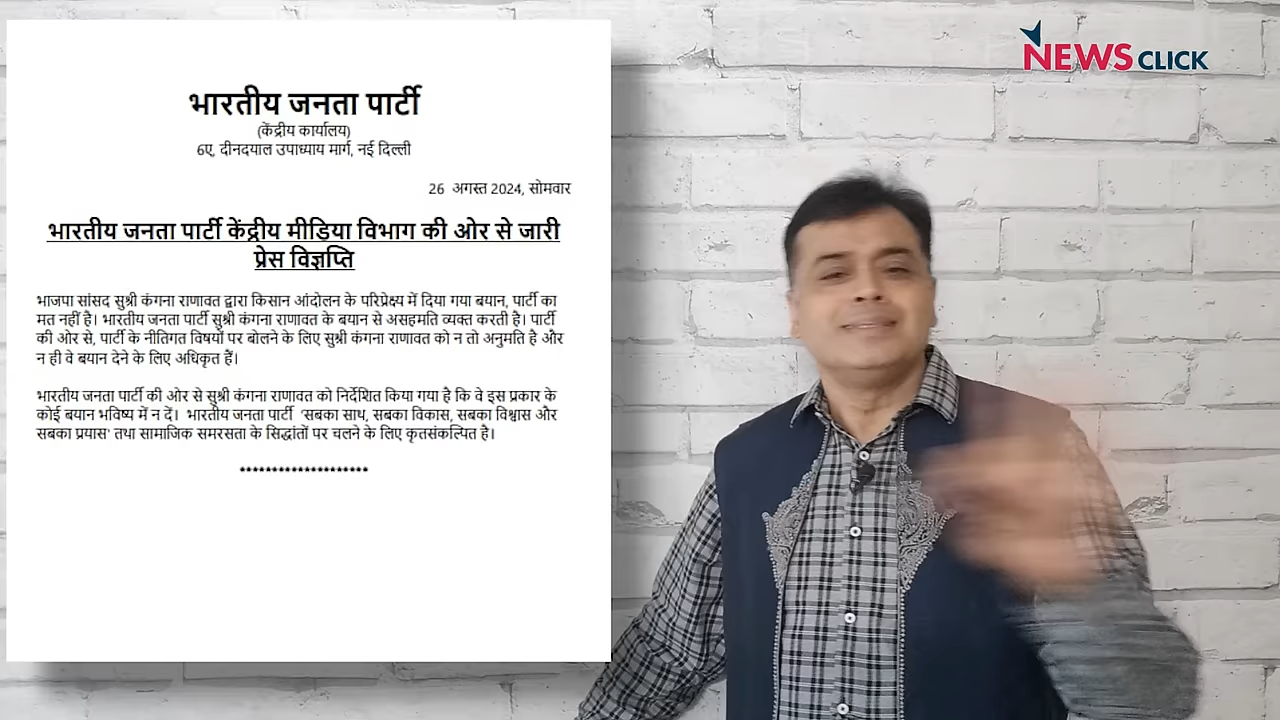 भारतीय जनता पार्टी
(केंद्रीय कार्यालय)
6ए, दीनदयाल उपाध्याय मार्ग, नई दिल्ली
26 अगस्त 2024, सोमवार
भारतीय जनता पार्टी केंद्रीय मीडिया विभाग की ओर से जारी
प्रेस विज्ञप्ति
भाजपा सांसद सुश्री कंगना राणावत द्वारा किसान आंदोलन के परिप्रेक्ष्य में दिया गया बयान, पार्टी का
मत नहीं है। भारतीय जनता पार्टी सुश्री कंगना राणावत के बयान से असहमति व्यक्त करती है। पार्टी
की ओर से, पार्टी के नीतिगत विषयों पर बोलने के लिए सुश्री कंगना राणावत को न तो अनुमति है और
न ही वे बयान देने के लिए अधिकृत हैं।
भारतीय जनता पार्टी की ओर से सुश्री कंगना राणावत को निर्देशित किया गया है कि वे इस प्रकार के
कोई बयान भविष्य में न दें। भारतीय जनता पार्टी 'सबका साथ, सबका विकास, सबका विश्वास और
सबका प्रयास' तथा सामाजिक समरसता के सिद्धांतों पर चलने के लिए कृतसंकल्पित है।
*********************
NEWS CLICK